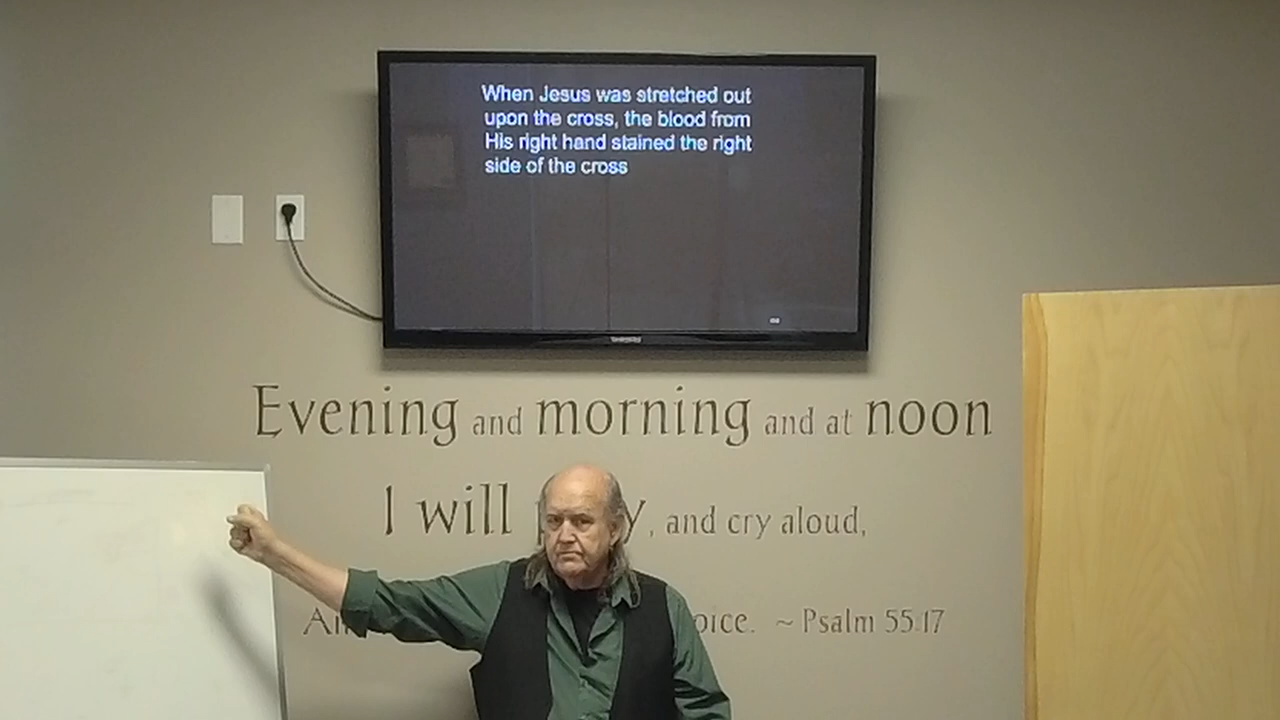 When Jesus was stretched out
upon the cross, the blood from
His right hand stained the right
side of the cross
Evening and morning and at noon
I will , and cry aloud,
~ Psalm 55:17